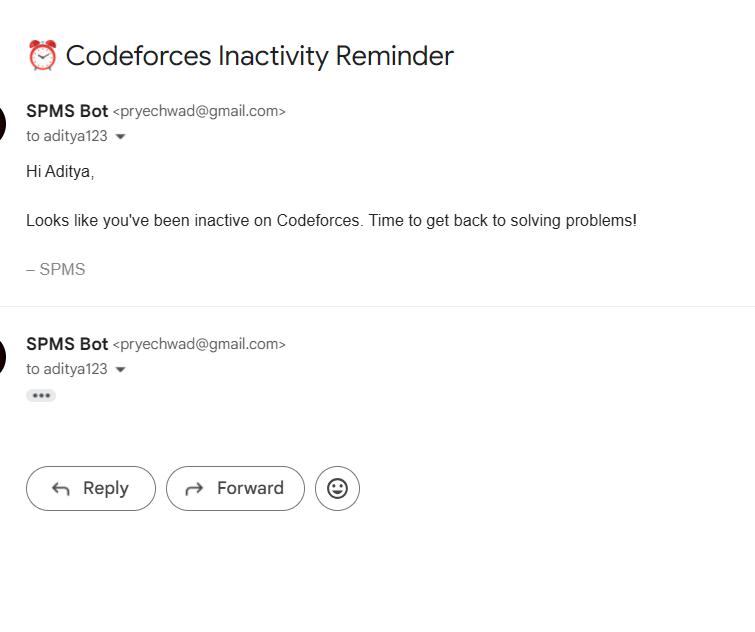 ⏰ Codeforces Inactivity Reminder
SPMS Bot <pryechwad@gmail.com>
to aditya123
Hi Aditya,
Looks like you've been inactive on Codeforces. Time to get back to solving problems!
– SPMS
SPMS Bot <pryechwad@gmail.com>
to aditya123
Reply Forward